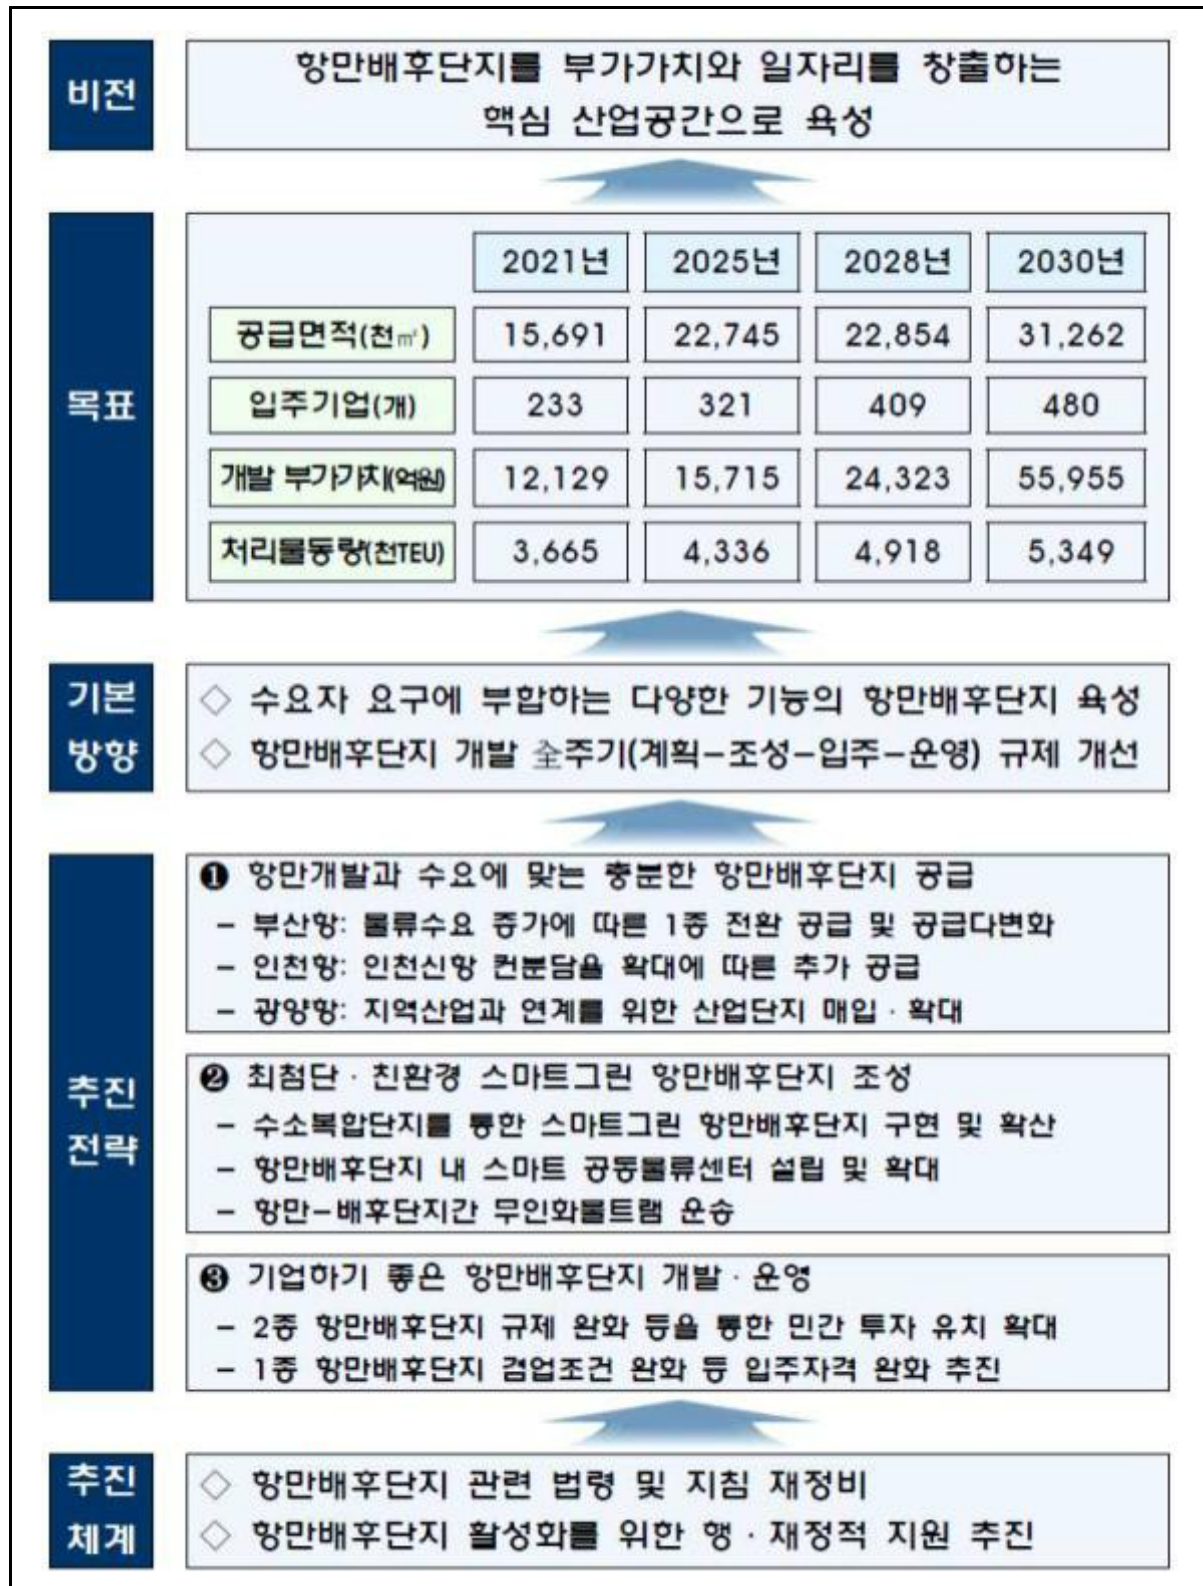 비전
항만배후단지를 부가가치와 일자리를 창출하는
핵심 산업공간으로 육성
목표
2021년 2025년 2028년 2030년
공급면적(천㎡) 15,691 22,745 22,854 31,262
입주기업(개) 233 321 409 480
개발 부가가치(억원) 12,129 15,715 24,323 55,955
처리물동량(천TEU) 3,665 4,336 4,918 5,349
기본
방향
◇ 수요자 요구에 부합하는 다양한 기능의 항만배후단지 육성
◇ 항만배후단지 개발 全주기(계획-조성-입주-운영) 규제 개선
추진
전략
❶ 항만개발과 수요에 맞는 충분한 항만배후단지 공급
- 부산항: 물류수요 증가에 따른 1종 전환 공급 및 공급다변화
- 인천항: 인천신항 컨분담율 확대에 따른 추가 공급
- 광양항: 지역산업과 연계를 위한 산업단지 매입·확대
❷ 최첨단·친환경 스마트그린 항만배후단지 조성
- 수소복합단지를 통한 스마트그린 항만배후단지 구현 및 확산
- 항만배후단지 내 스마트 공동물류센터 설립 및 확대
- 항만-배후단지간 무인화물트램 운송
❸ 기업하기 좋은 항만배후단지 개발·운영
- 2종 항만배후단지 규제 완화 등을 통한 민간 투자 유치 확대
- 1종 항만배후단지 겸업조건 완화 등 입주자격 완화 추진
추진
체계
◇ 항만배후단지 관련 법령 및 지침 재정비
◇ 항만배후단지 활성화를 위한 행·재정적 지원 추진